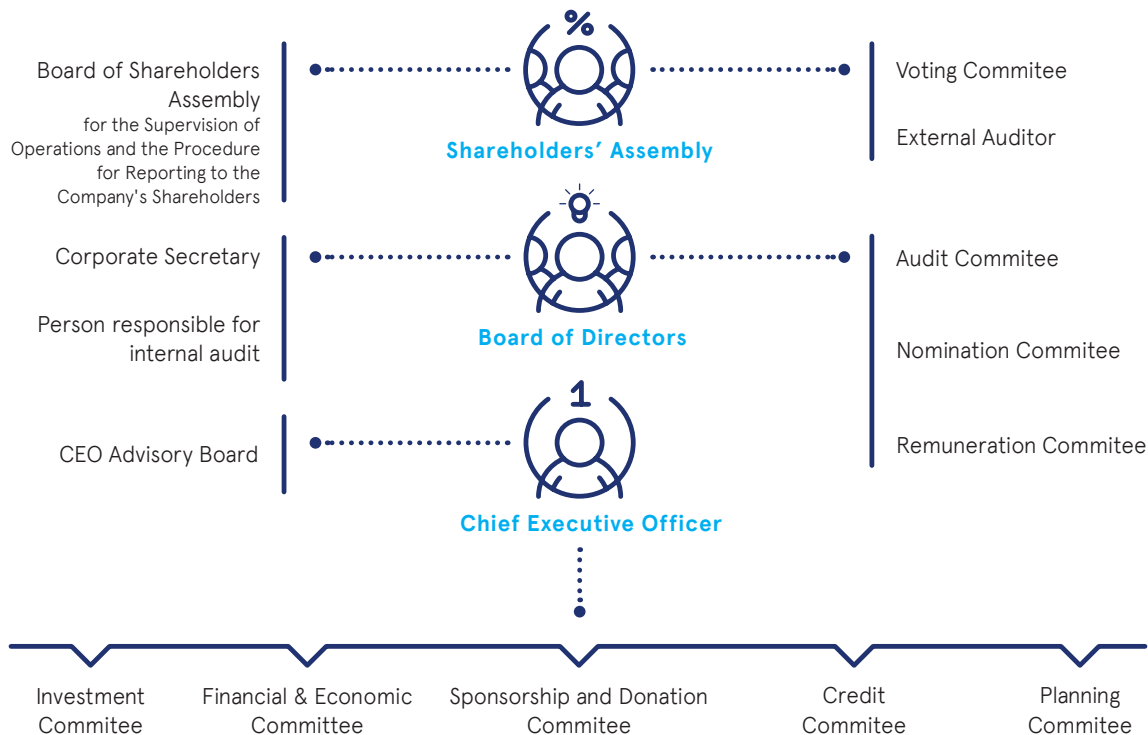 %
Board of Shareholders
Assembly
for the Supervision of
Operations and the Procedure
for Reporting to the
Company's Shareholders
Shareholders' Assembly
Voting Commitee
External Auditor
Corporate Secretary
Person responsible for
internal audit
Board of Directors
Audit Commitee
Nomination Commitee
Remuneration Commitee
CEO Advisory Board
1
Chief Executive Officer
Investment
Commitee
Financial & Economic
Committee
Sponsorship and Donation
Commitee
Credit
Commitee
Planning
Commitee